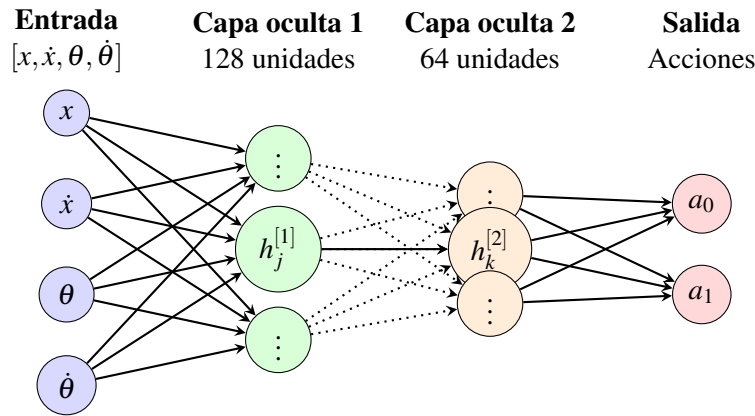 Entrada
[x, ẋ, θ, θ̇]
Capa oculta 1
128 unidades
Capa oculta 2
64 unidades
Salida
Acciones
x
ẋ
θ
θ̇
⋮
h_j^{[1]}
⋮
⋮
h_k^{[2]}
⋮
a_0
a_1